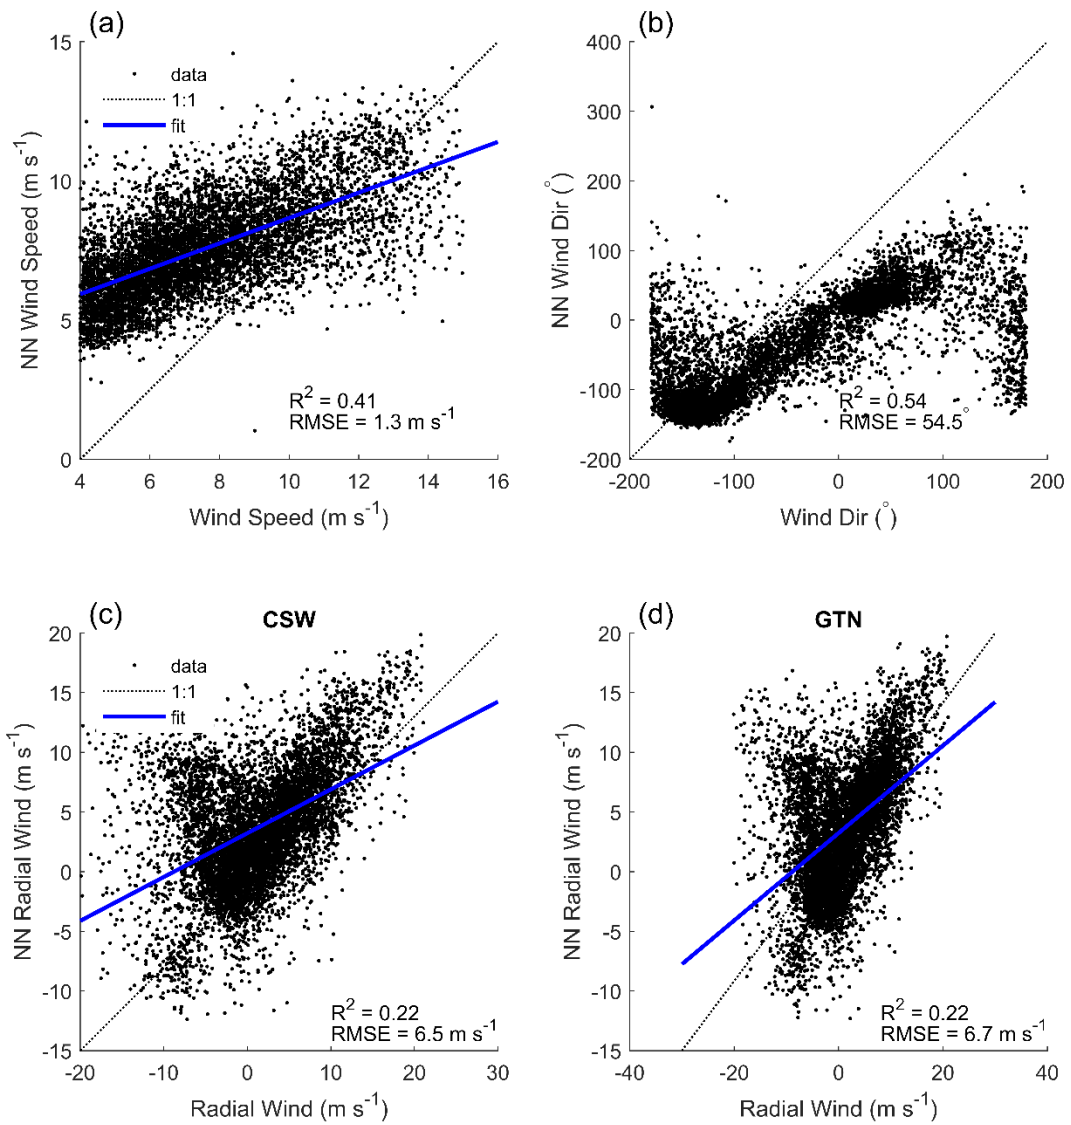 (a)
15
10
5
0
NN Wind Speed (m s-1)
data
1:1
fit
R2 = 0.41
RMSE = 1.3 m s-1
4 6 8 10 12 14 16
Wind Speed (m s-1)
(b)
400
300
200
100
0
-100
-200
NN Wind Dir (°)
R2 = 0.54
RMSE = 54.5°
-200 -100 0 100 200
Wind Dir (°)
(c)
CSW
20
15
10
5
0
-5
-10
-15
NN Radial Wind (m s-1)
data
1:1
fit
R2 = 0.22
RMSE = 6.5 m s-1
-20 -10 0 10 20 30
Radial Wind (m s-1)
(d)
GTN
20
15
10
5
0
-5
-10
-15
NN Radial Wind (m s-1)
R2 = 0.22
RMSE = 6.7 m s-1
-40 -20 0 20 40
Radial Wind (m s-1)